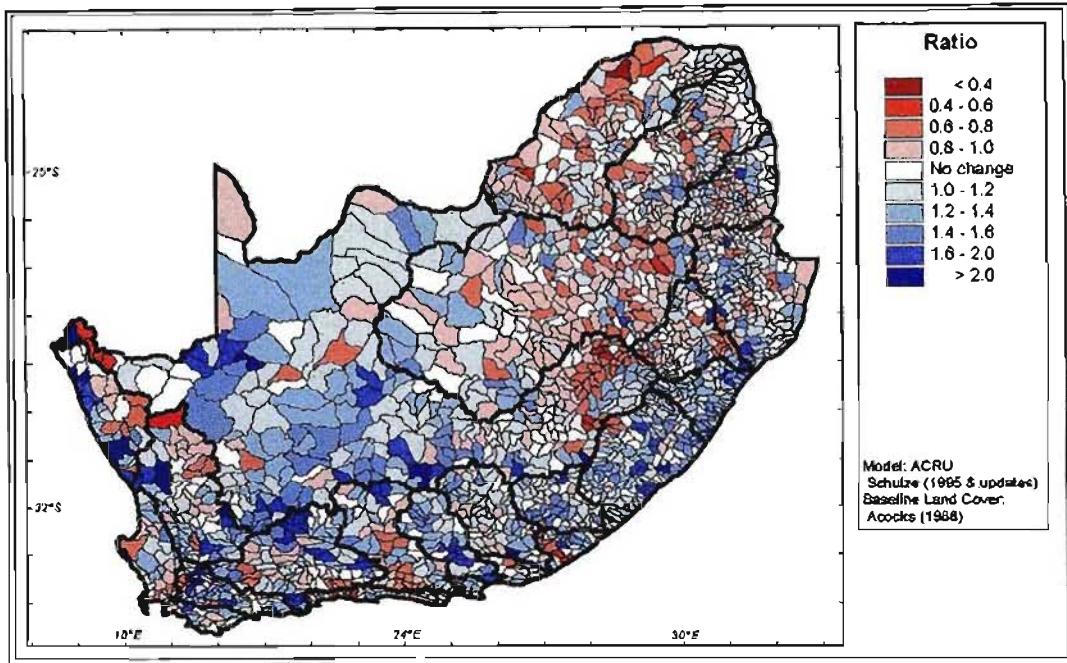 Ratio
< 0.4
0.4 - 0.6
0.6 - 0.8
0.8 - 1.0
No change
1.0 - 1.2
1.2 - 1.4
1.4 - 1.6
1.6 - 2.0
> 2.0
Model: ACRU
Schulze (1995 & updates)
Baseline Land Cover:
Acocks (1988)
24°E
30°E